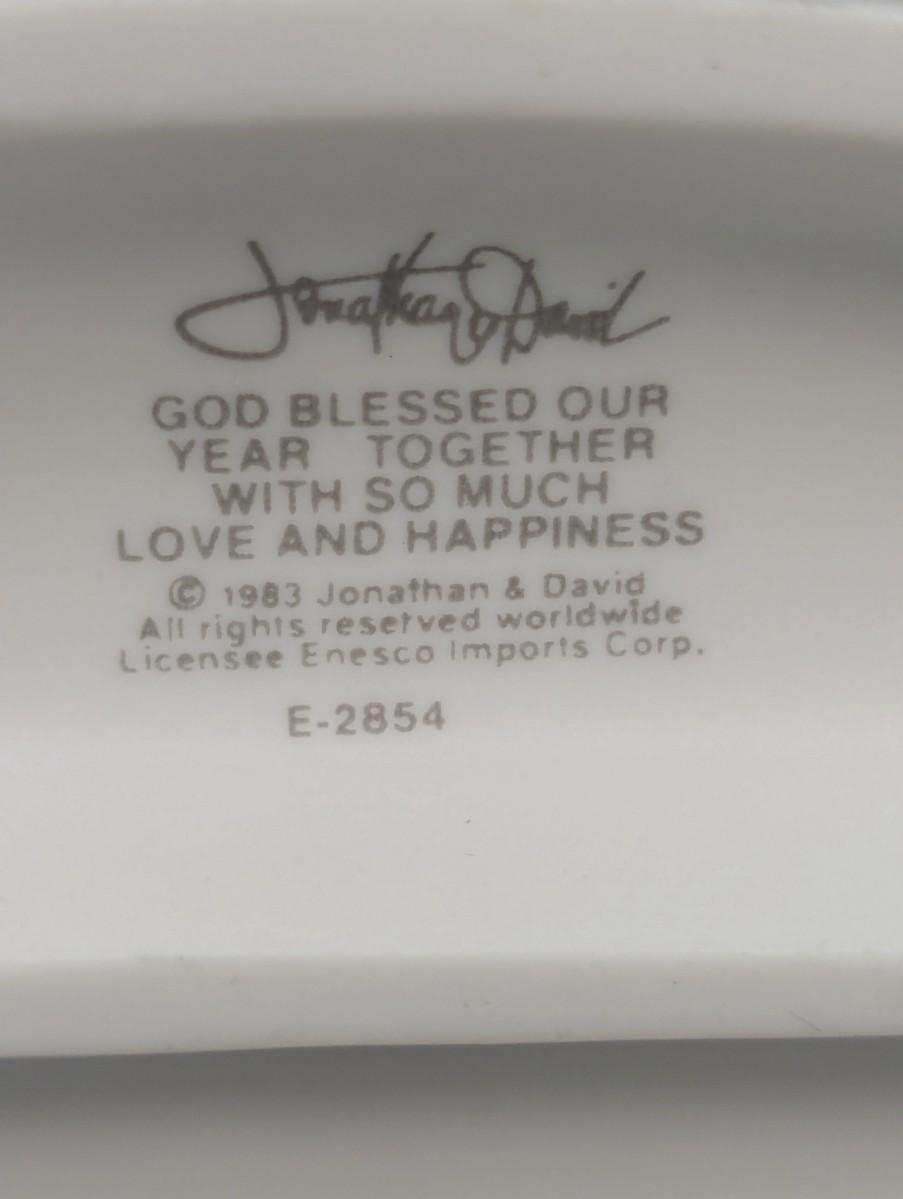 Jonathan & David
GOD BLESSED OUR
YEAR TOGETHER
WITH SO MUCH
LOVE AND HAPPINESS
© 1983 Jonathan & David
All rights reserved worldwide
Licensee Enesco Imports Corp.
E-2854